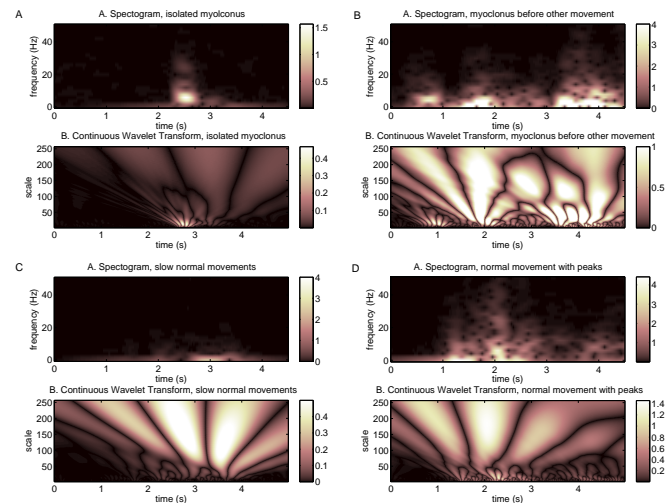 A
A. Spectogram, isolated myolconus
frequency (Hz)
40
20
0
0 1 2 3 4
time (s)
1.5
1
0.5
B. Continuous Wavelet Transform, isolated myoclonus
scale
250
200
150
100
50
0 1 2 3 4 5
time (s)
0.4
0.3
0.2
0.1
B
A. Spectogram, myoclonus before other movement
frequency (Hz)
40
20
0
0 1 2 3 4
time (s)
4
3
2
1
0
B. Continuous Wavelet Transform, myoclonus before other movement
scale
250
200
150
100
50
0 1 2 3 4 5
time (s)
1
0.5
0
C
A. Spectogram, slow normal movements
frequency (Hz)
40
20
0
0 1 2 3 4
time (s)
4
3
2
1
0
B. Continuous Wavelet Transform, slow normal movements
scale
250
200
150
100
50
0
0 1 2 3 4 5
time (s)
0.4
0.3
0.2
0.1
0
D
A. Spectogram, normal movement with peaks
frequency (Hz)
40
20
0
0 1 2 3 4
time (s)
4
3
2
1
0
B. Continuous Wavelet Transform, normal movement with peaks
scale
250
200
150
100
50
0
0 1 2 3 4 5
time (s)
1.4
1.2
1
0.8
0.6
0.4
0.2